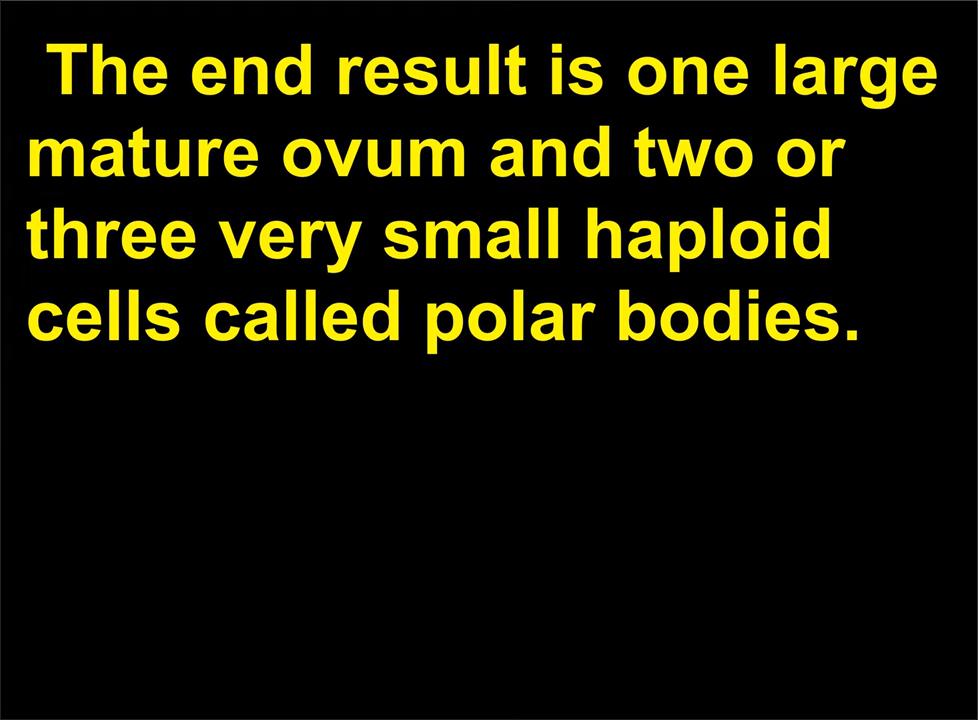 The end result is one large
mature ovum and two or
three very small haploid
cells called polar bodies.